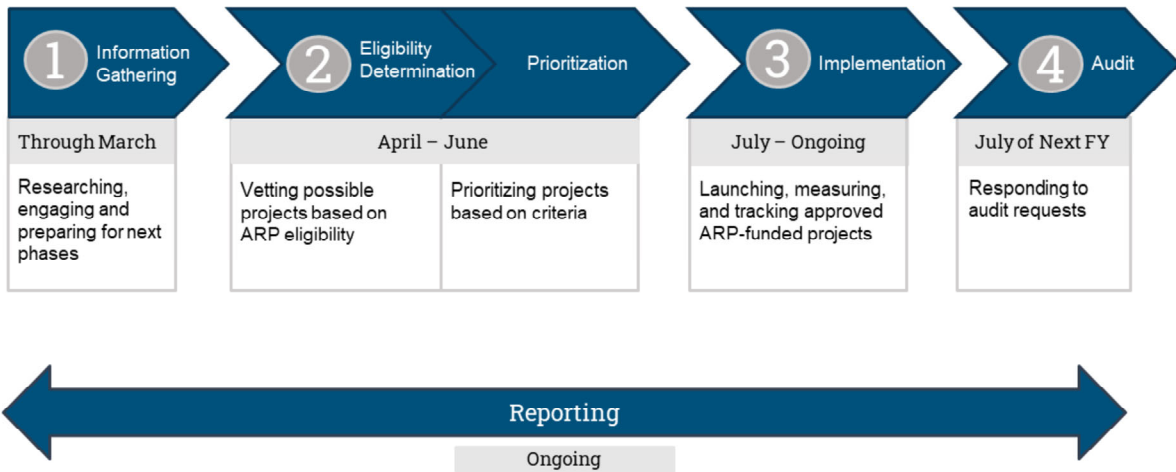 1
Information
Gathering
2
Eligibility
Determination
Prioritization
3
Implementation
4
Audit
Through March
April – June
July – Ongoing
July of Next FY
Researching,
engaging and
preparing for next
phases
Vetting possible
projects based on
ARP eligibility
Prioritizing projects
based on criteria
Launching, measuring,
and tracking approved
ARP-funded projects
Responding to
audit requests
Reporting
Ongoing